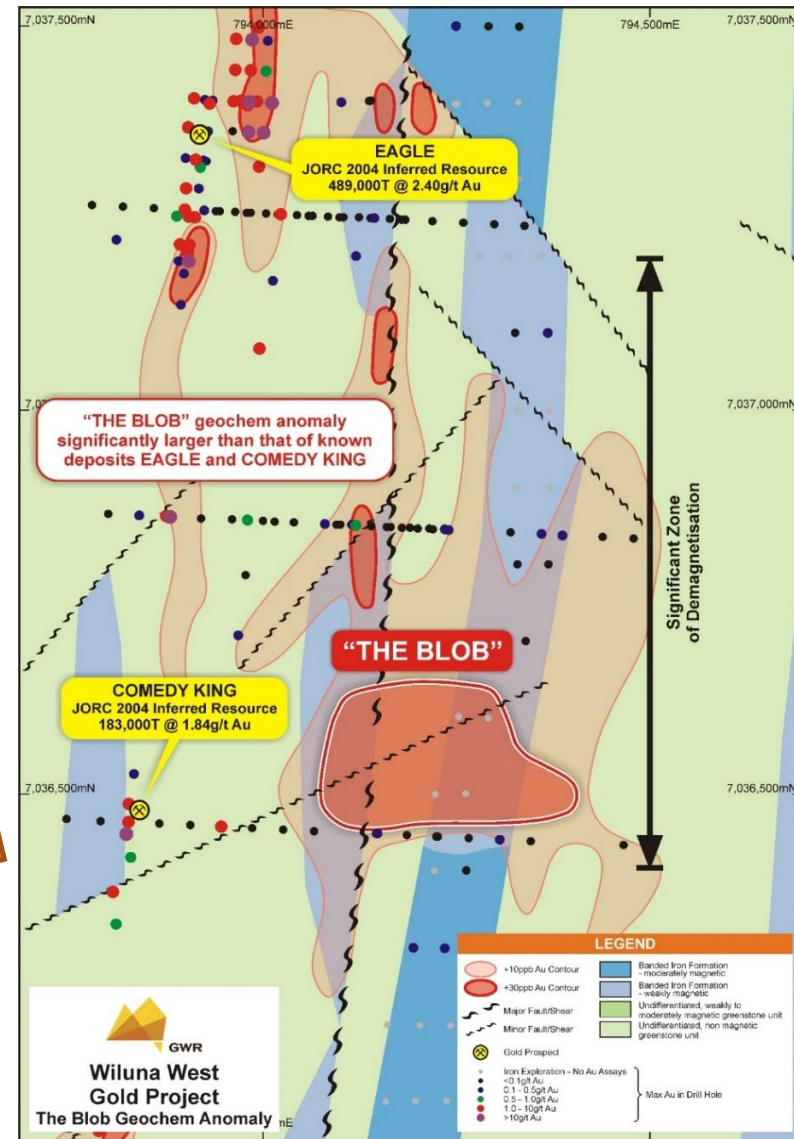 7,037,500mN
794,000mE
794,500mE
7,037,500mN
EAGLE
JORC 2004 Inferred Resource
489,000T @ 2.40g/t Au
7,037,000mN
"THE BLOB" geochem anomaly
significantly larger than that of known
deposits EAGLE and COMEDY KING
Significant Zone
of Demagnetisation
"THE BLOB"
COMEDY KING
JORC 2004 Inferred Resource
183,000T @ 1.84g/t Au
7,036,500mN
7,036,500mN
LEGEND
+10ppb Au Contour
+30ppb Au Contour
Major Fault/Shear
Minor Fault/Shear
Gold Prospect
Banded Iron Formation
- moderately magnetic
Banded Iron Formation
- weakly magnetic
Undifferentiated, weakly to
moderately magnetic greenstone unit
Undifferentiated, non magnetic
greenstone unit
Iron Exploration - No Au Assays
<0.1g/t Au
0.1 - 0.5g/t Au
0.5 - 1.0g/t Au
1.0 - 10g/t Au
>10g/t Au
Max Au in Drill Hole
GWR
Wiluna West
Gold Project
The Blob Geochem Anomaly
mE